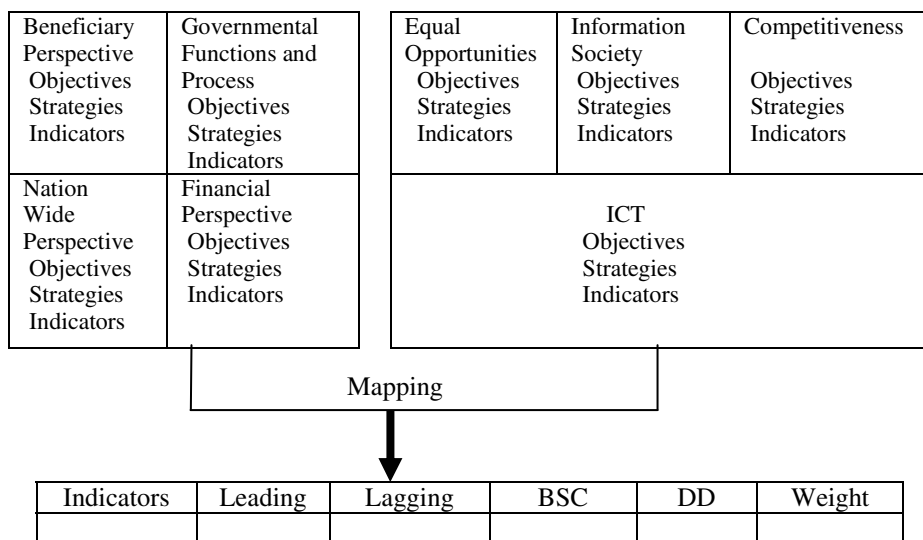 Beneficiary
Perspective
Objectives
Strategies
Indicators
Governmental
Functions and
Process
Objectives
Strategies
Indicators
Equal
Opportunities
Objectives
Strategies
Indicators
Information
Society
Objectives
Strategies
Indicators
Competitiveness
Objectives
Strategies
Indicators
Nation
Wide
Perspective
Objectives
Strategies
Indicators
Financial
Perspective
Objectives
Strategies
Indicators
ICT
Objectives
Strategies
Indicators
Mapping
Indicators Leading Lagging BSC DD Weight